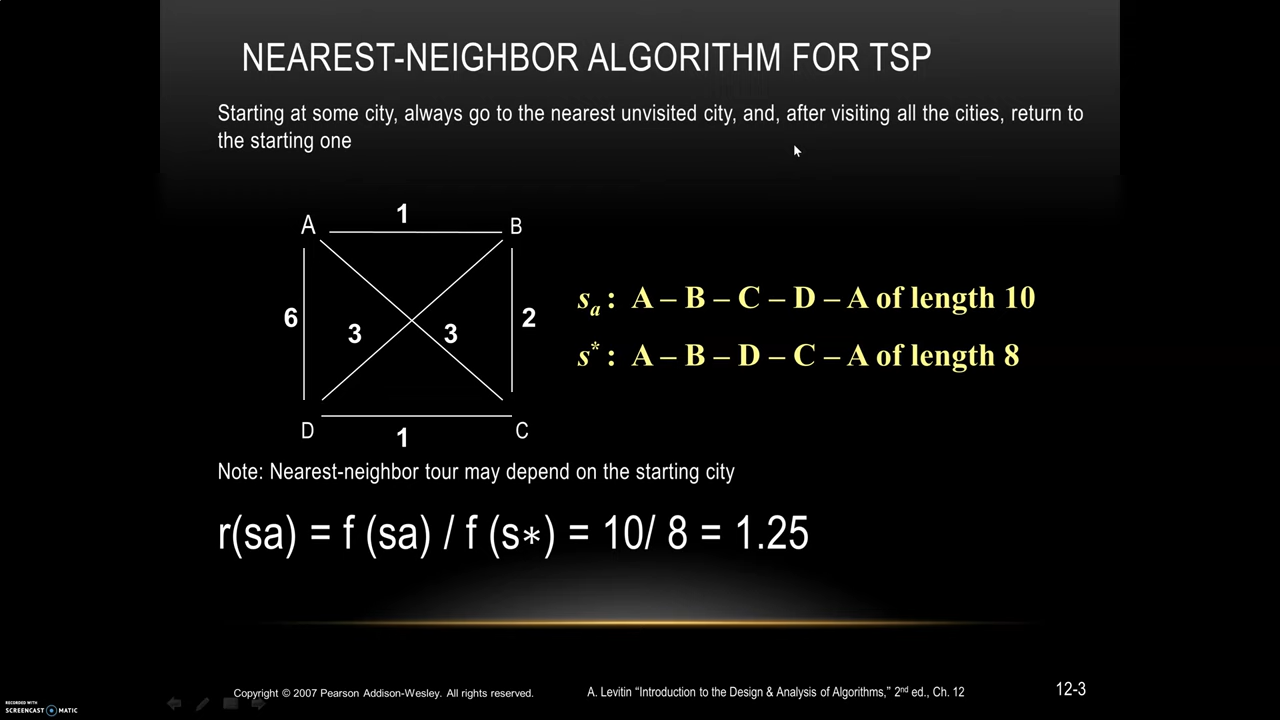 NEAREST-NEIGHBOR ALGORITHM FOR TSP
Starting at some city, always go to the nearest unvisited city, and, after visiting all the cities, return to
the starting one
1
A
B
6
3
3
2
D
C
1
sa : A – B – C – D – A of length 10
s* : A – B – D – C – A of length 8
Note: Nearest-neighbor tour may depend on the starting city
r(sa) = f (sa) / f (s∗) = 10/ 8 = 1.25
Copyright © 2007 Pearson Addison-Wesley. All rights reserved.
A. Levitin “Introduction to the Design & Analysis of Algorithms,” 2nd ed., Ch. 12
12-3
RECORDED WITH
SCREENCAST MATIC